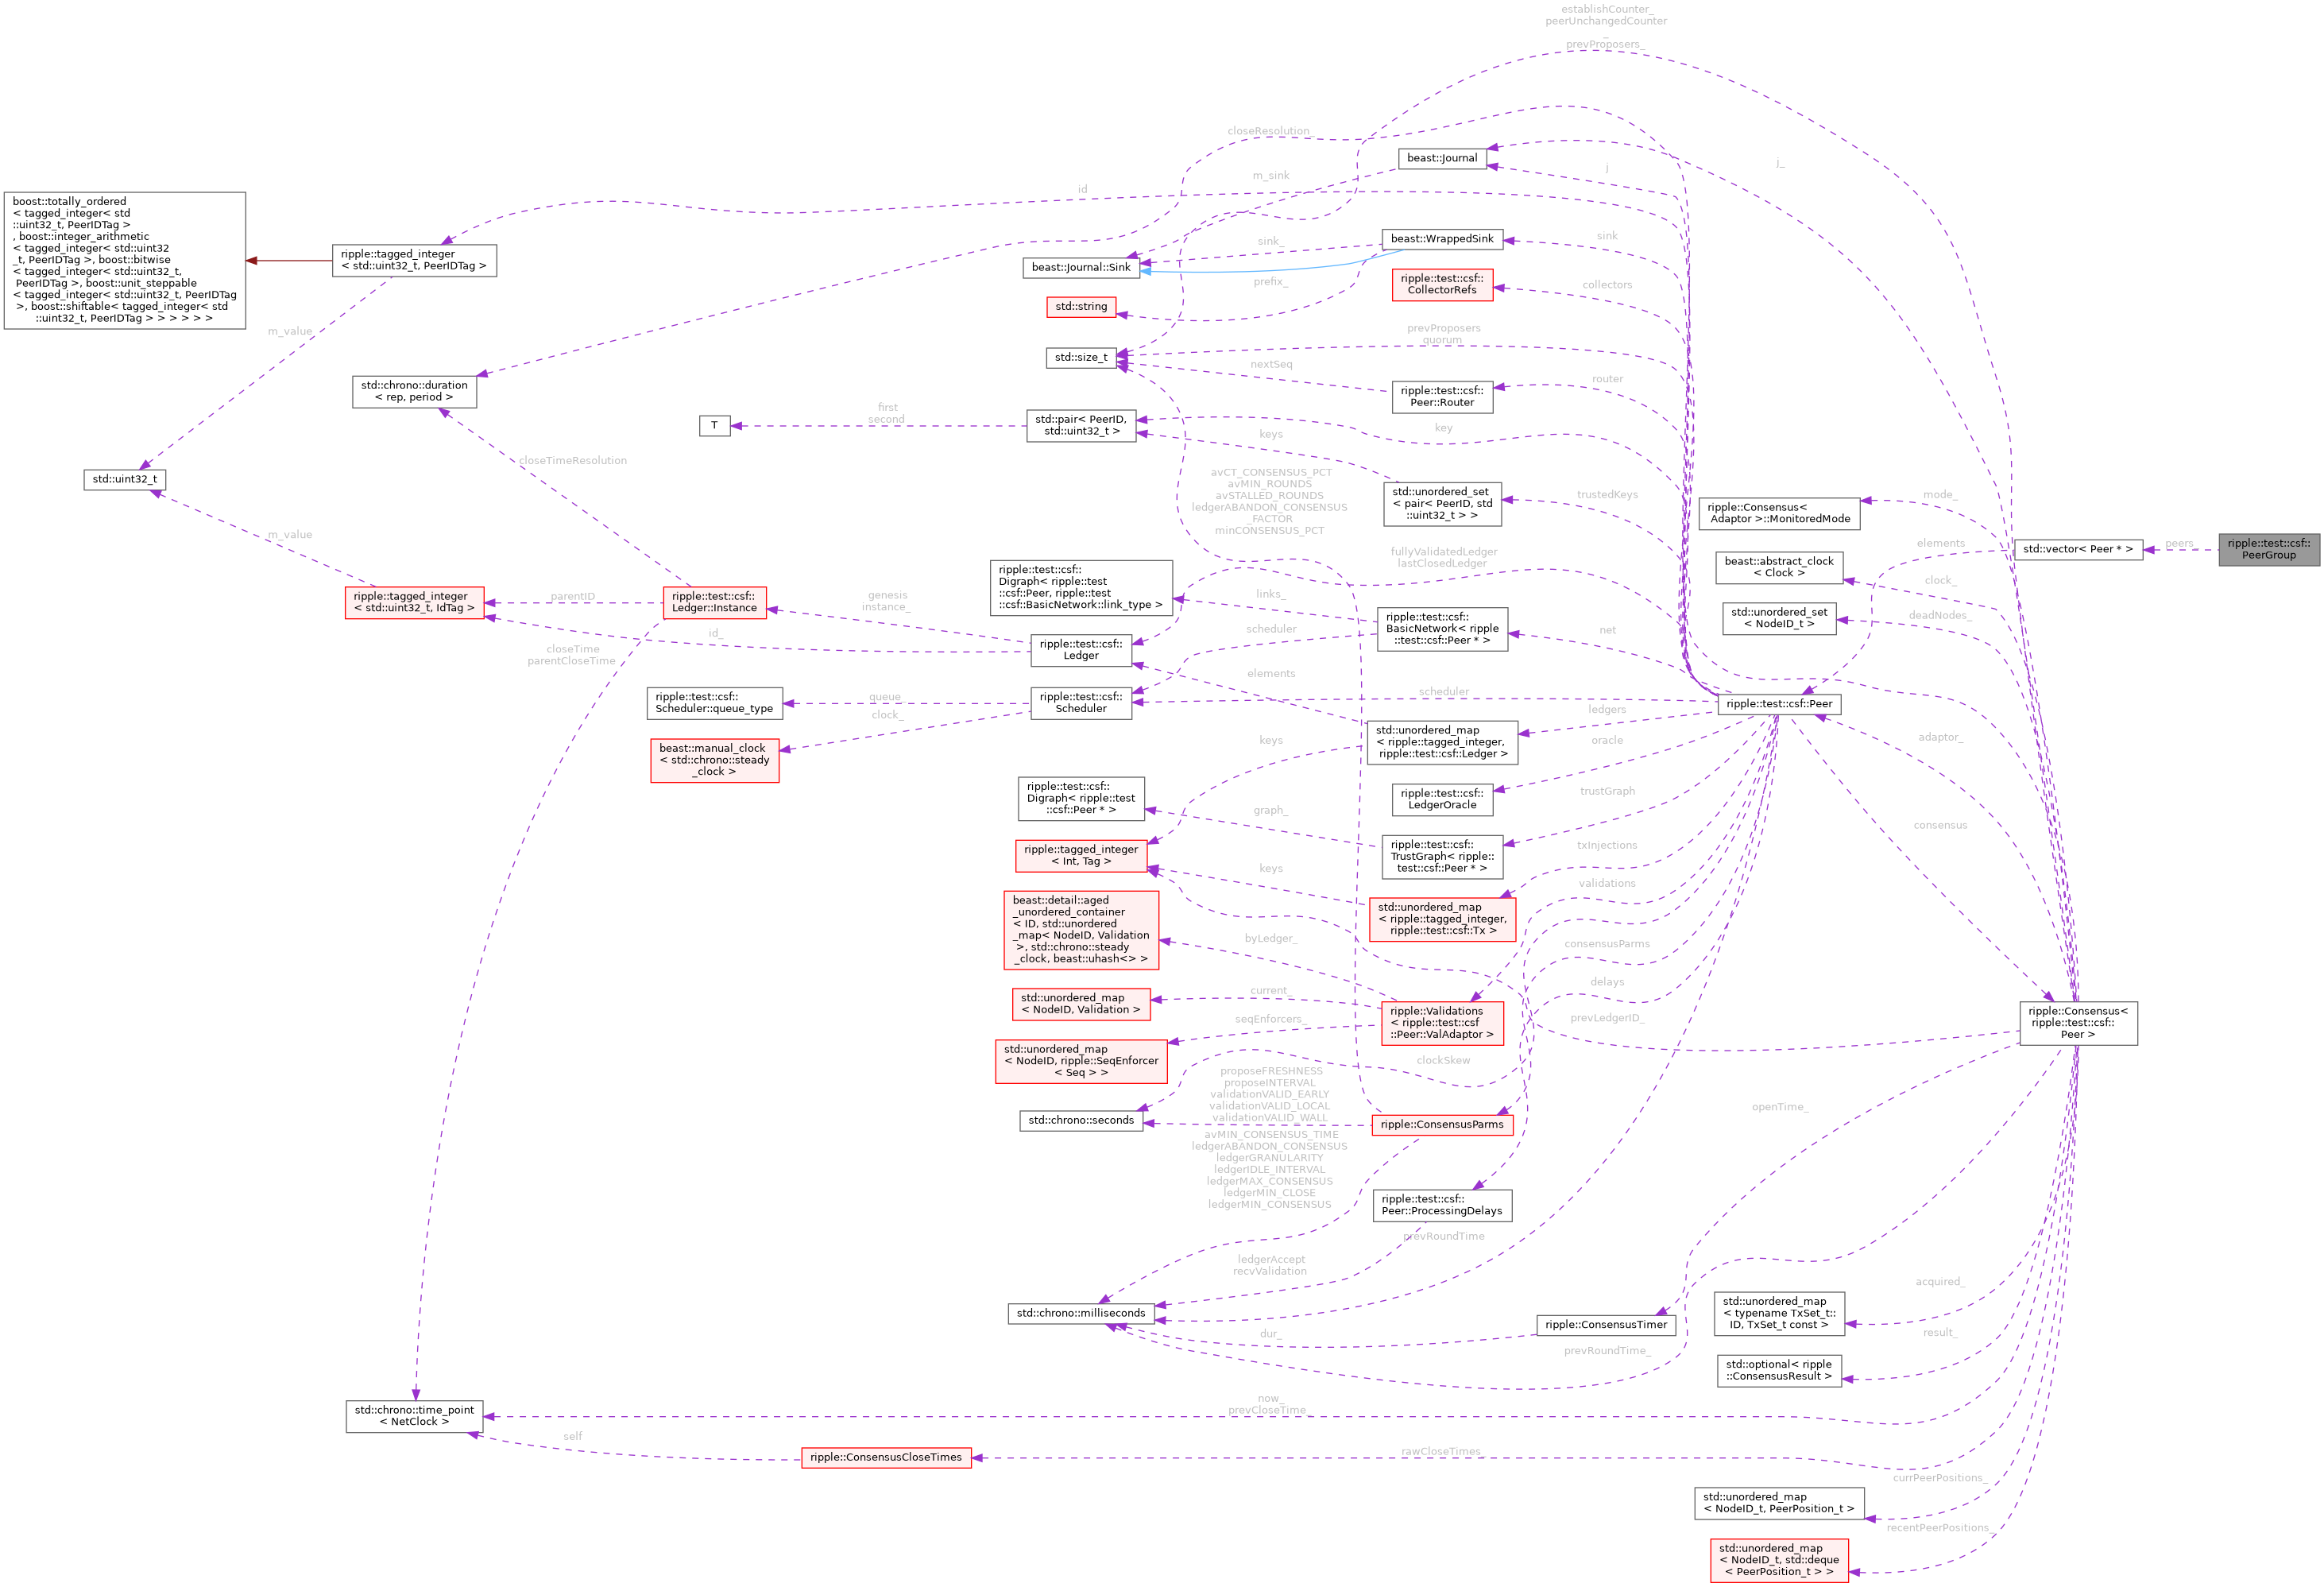 establishCounter_
peerUnchangedCounter
_
prevProposers_
closeResolution_
beast::Journal
j_
j
m_sink
id
boost::totally_ordered
< tagged_integer< std
::uint32_t, PeerIDTag >
, boost::integer_arithmetic
< tagged_integer< std::uint32
_t, PeerIDTag >, boost::bitwise
< tagged_integer< std::uint32_t,
PeerIDTag >, boost::unit_steppable
< tagged_integer< std::uint32_t, PeerIDTag
>, boost::shiftable< tagged_integer< std
::uint32_t, PeerIDTag > > > > > >
ripple::tagged_integer
< std::uint32_t, PeerIDTag >
beast::WrappedSink
sink
sink_
beast::Journal::Sink
prefix_
ripple::test::csf::
CollectorRefs
collectors
std::string
m_value
prevProposers
quorum
std::size_t
nextSeq
ripple::test::csf::
Peer::Router
router
std::chrono::duration
< rep, period >
first
second
T
std::pair< PeerID,
std::uint32_t >
key
keys
closeTimeResolution
std::uint32_t
avCT_CONSENSUS_PCT
avMIN_ROUNDS
avSTALLED_ROUNDS
ledgerABANDON_CONSENSUS
_FACTOR
minCONSENSUS_PCT
std::unordered_set
< pair< PeerID, std
::uint32_t > >
trustedKeys
ripple::Consensus<
Adaptor >::MonitoredMode
mode_
m_value
elements
std::vector< Peer * >
peers_
ripple::test::csf::
PeerGroup
fullyValidatedLedger
lastClosedLedger
beast::abstract_clock
< Clock >
clock_
ripple::test::csf::
Digraph< ripple::test
::csf::Peer, ripple::test
::csf::BasicNetwork::link_type >
links_
ripple::tagged_integer
< std::uint32_t, IdTag >
parentID
ripple::test::csf::
Ledger::Instance
genesis
instance_
id_
ripple::test::csf::
BasicNetwork< ripple
::test::csf::Peer * >
net
std::unordered_set
< NodeID_t >
deadNodes_
scheduler
closeTime
parentCloseTime
ripple::test::csf::
Ledger
elements
ripple::test::csf::
Scheduler::queue_type
queue_
clock_
ripple::test::csf::
Scheduler
scheduler
ripple::test::csf::Peer
ledgers
std::unordered_map
< ripple::tagged_integer,
ripple::test::csf::Ledger >
oracle
adaptor_
beast::manual_clock
< std::chrono::steady
_clock >
keys
ripple::test::csf::
Digraph< ripple::test
::csf::Peer * >
graph_
ripple::test::csf::
LedgerOracle
trustGraph
consensus
ripple::tagged_integer
< Int, Tag >
ripple::test::csf::
TrustGraph< ripple::
test::csf::Peer * >
txInjections
keys
validations
beast::detail::aged
_unordered_container
< ID, std::unordered
_map< NodeID, Validation
>, std::chrono::steady
_clock, beast::uhash<> >
std::unordered_map
< ripple::tagged_integer,
ripple::test::csf::Tx >
byLedger_
consensusParms
delays
std::unordered_map
< NodeID, Validation >
current_
seqEnforcers_
ripple::Validations
< ripple::test::csf
::Peer::ValAdaptor >
prevLedgerID_
ripple::Consensus<
ripple::test::csf::
Peer >
std::unordered_map
< NodeID, ripple::SeqEnforcer
< Seq > >
clockSkew
proposeFRESHNESS
proposeINTERVAL
validationVALID_EARLY
validationVALID_LOCAL
validationVALID_WALL
std::chrono::seconds
ripple::ConsensusParms
openTime_
avMIN_CONSENSUS_TIME
ledgerABANDON_CONSENSUS
ledgerGRANULARITY
ledgerIDLE_INTERVAL
ledgerMAX_CONSENSUS
ledgerMIN_CLOSE
ledgerMIN_CONSENSUS
ripple::test::csf::
Peer::ProcessingDelays
prevRoundTime
ledgerAccept
recvValidation
std::chrono::milliseconds
dur_
ripple::ConsensusTimer
prevRoundTime_
acquired_
std::unordered_map
< typename TxSet_t::
ID, TxSet_t const >
result_
std::optional< ripple
::ConsensusResult >
std::chrono::time_point
< NetClock >
now_
prevCloseTime_
self
ripple::ConsensusCloseTimes
rawCloseTimes_
currPeerPositions_
std::unordered_map
< NodeID_t, PeerPosition_t >
recentPeerPositions_
std::unordered_map
< NodeID_t, std::deque
< PeerPosition_t > >